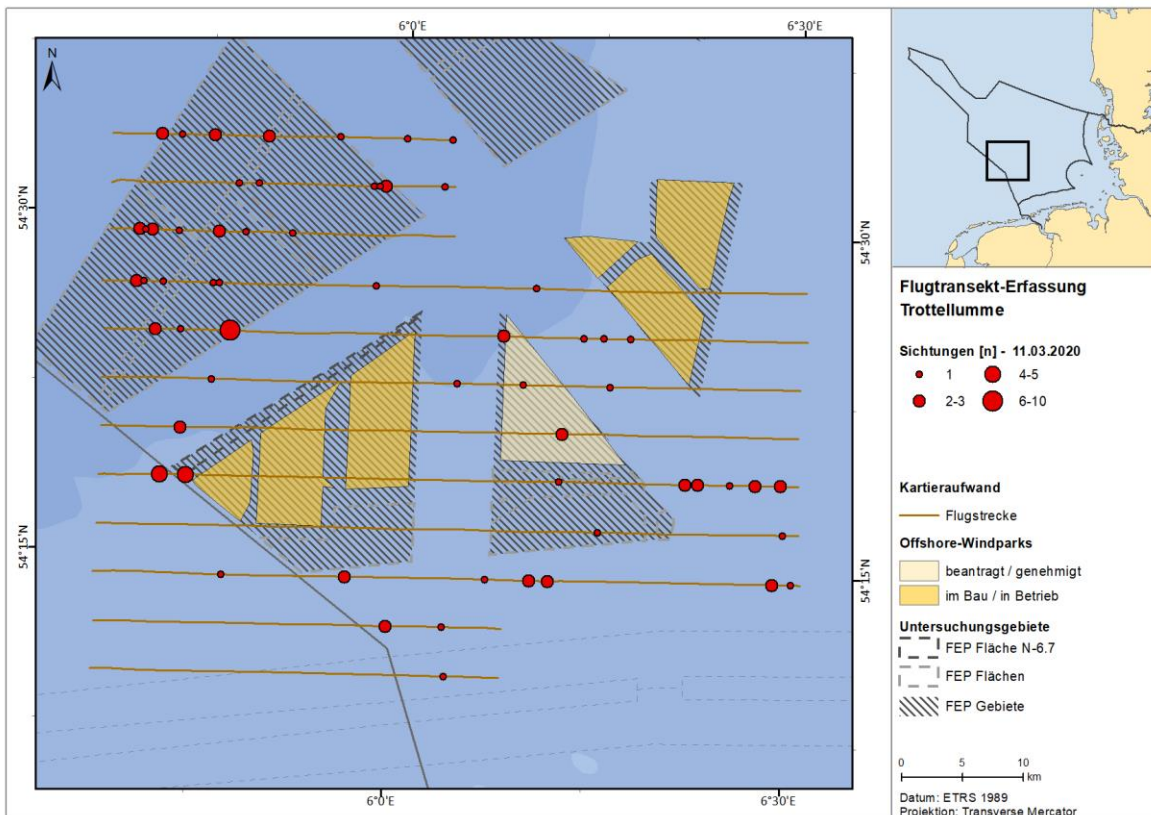 6°0'E
6°30'E
N
54°30'N
54°30'N
54°15'N
54°15'N
6°0'E
6°30'E
Flugtransekt-Erfassung
Trottellumme
Sichtungen [n] - 11.03.2020
1
4-5
2-3
6-10
Kartieraufwand
Flugstrecke
Offshore-Windparks
beantragt / genehmigt
im Bau / in Betrieb
Untersuchungsgebiete
FEP Fläche N-6.7
FEP Flächen
FEP Gebiete
0 5 10
km
Datum: ETRS 1989
Projektion: Transverse Mercator